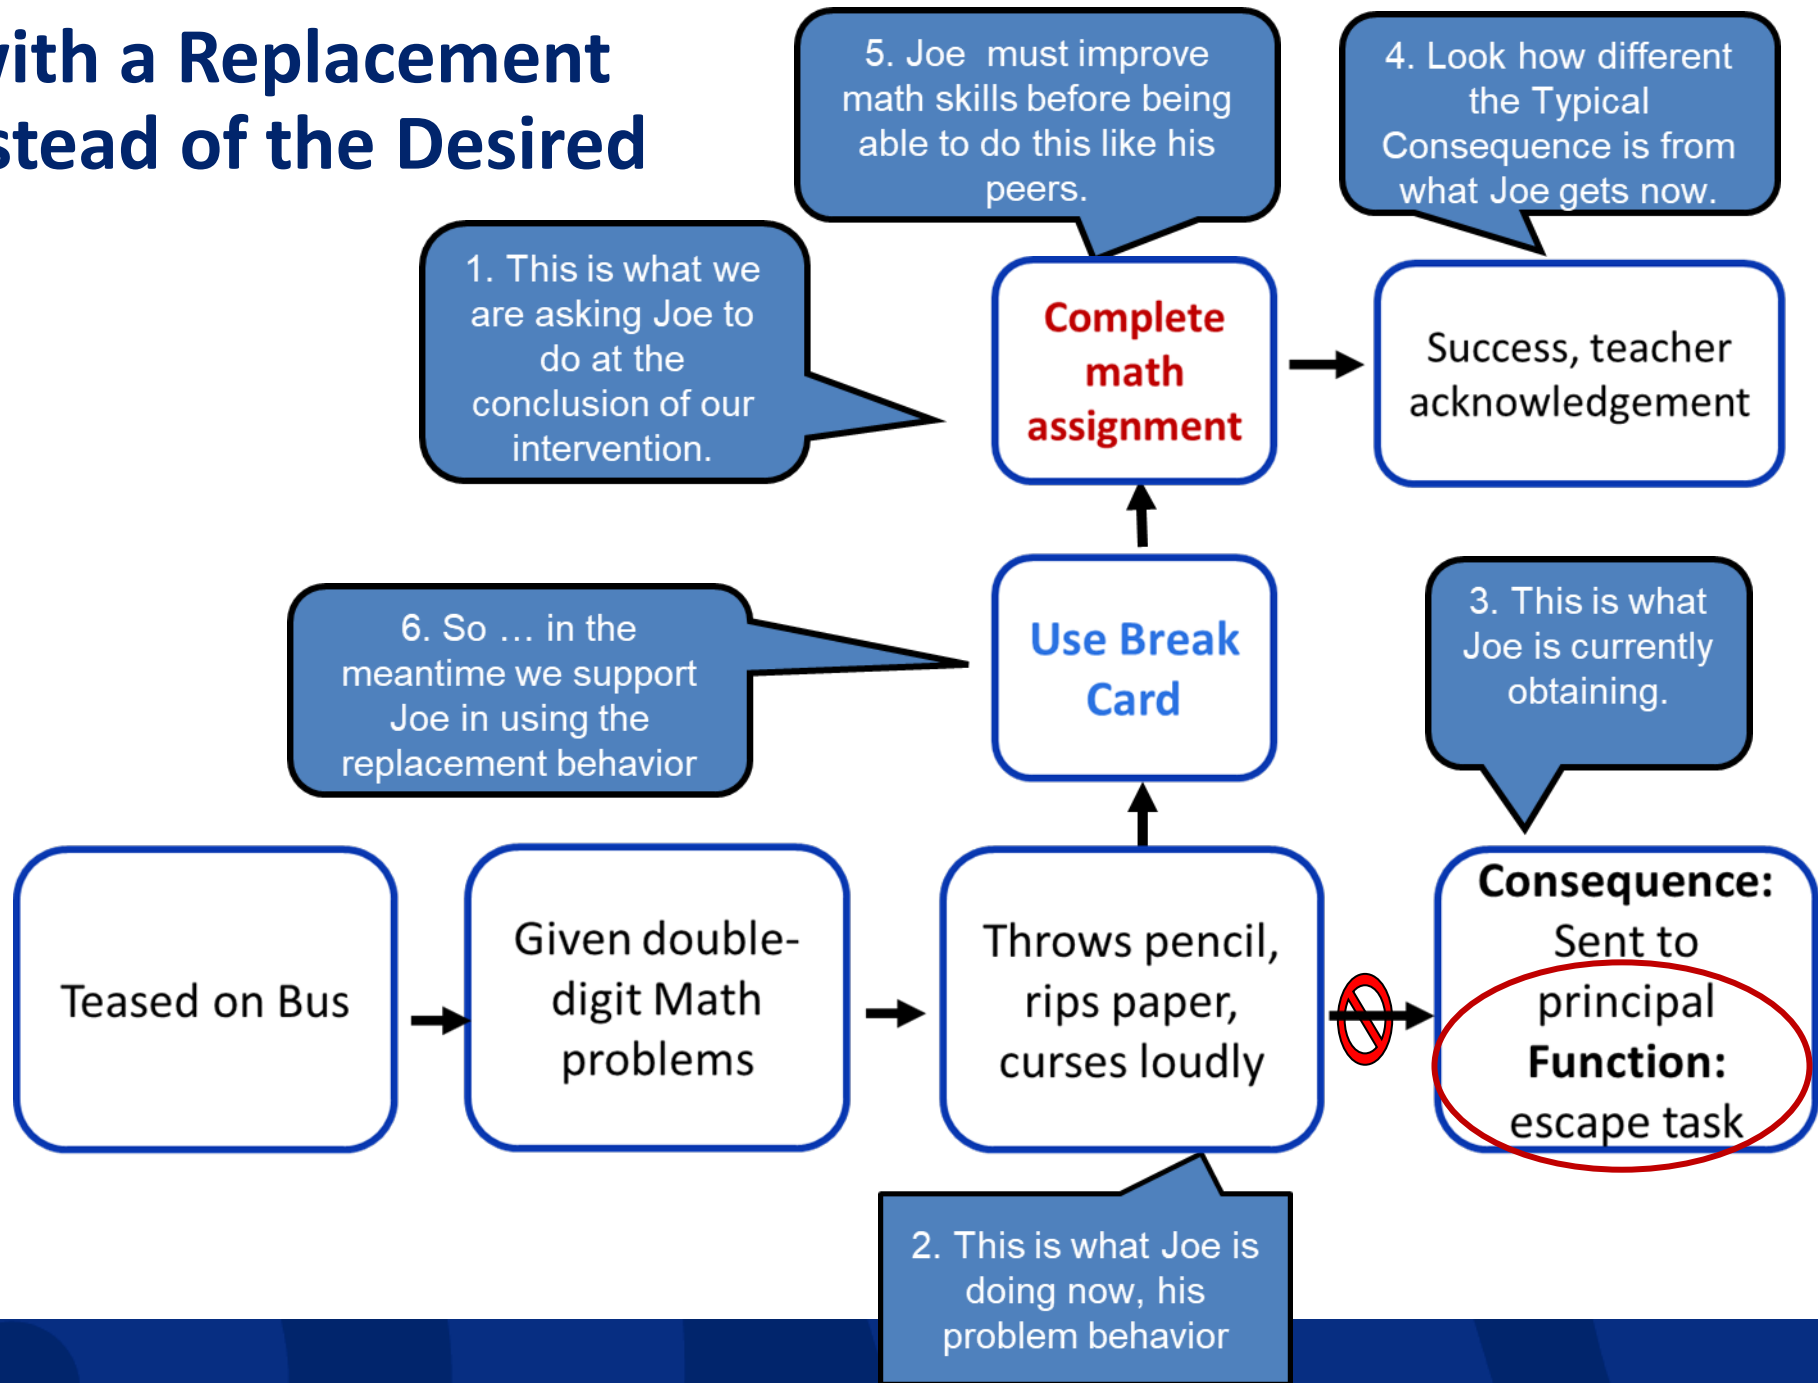 with a Replacement
stead of the Desired
5. Joe must improve
math skills before being
able to do this like his
peers.
4. Look how different
the Typical
Consequence is from
what Joe gets now.
1. This is what we
are asking Joe to
do at the
conclusion of our
intervention.
Complete
math
assignment
Success, teacher
acknowledgement
6. So … in the
meantime we support
Joe in using the
replacement behavior
Use Break
Card
3. This is what
Joe is currently
obtaining.
Teased on Bus
Given double-
digit Math
problems
Throws pencil,
rips paper,
curses loudly
Consequence:
Sent to
principal
Function:
escape task
2. This is what Joe is
doing now, his
problem behavior